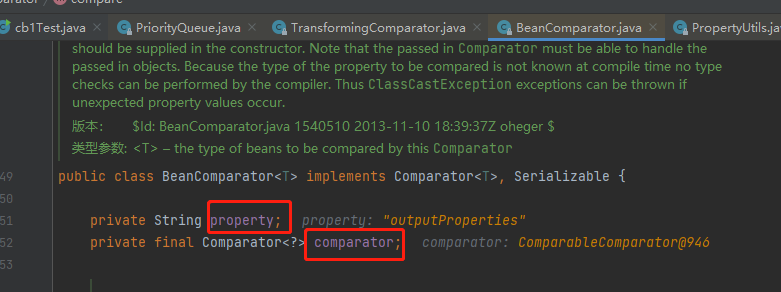 compare
cb1Test.java PriorityQueue.java TransformingComparator.java BeanComparator.java PropertyUtils.java
should be supplied in the constructor. Note that the passed in Comparator must be able to handle the
passed in objects. Because the type of the property to be compared is not known at compile time no type
checks can be performed by the compiler. Thus ClassCastException exceptions can be thrown if
unexpected property values occur.
版本: $Id: BeanComparator.java 1540510 2013-11-10 18:39:37Z oheger $
类型参数: <T> – the type of beans to be compared by this Comparator
49 public class BeanComparator<T> implements Comparator<T>, Serializable {
50
51 private String property; property: "outputProperties"
52 private final Comparator<?> comparator; comparator: ComparableComparator@946
53